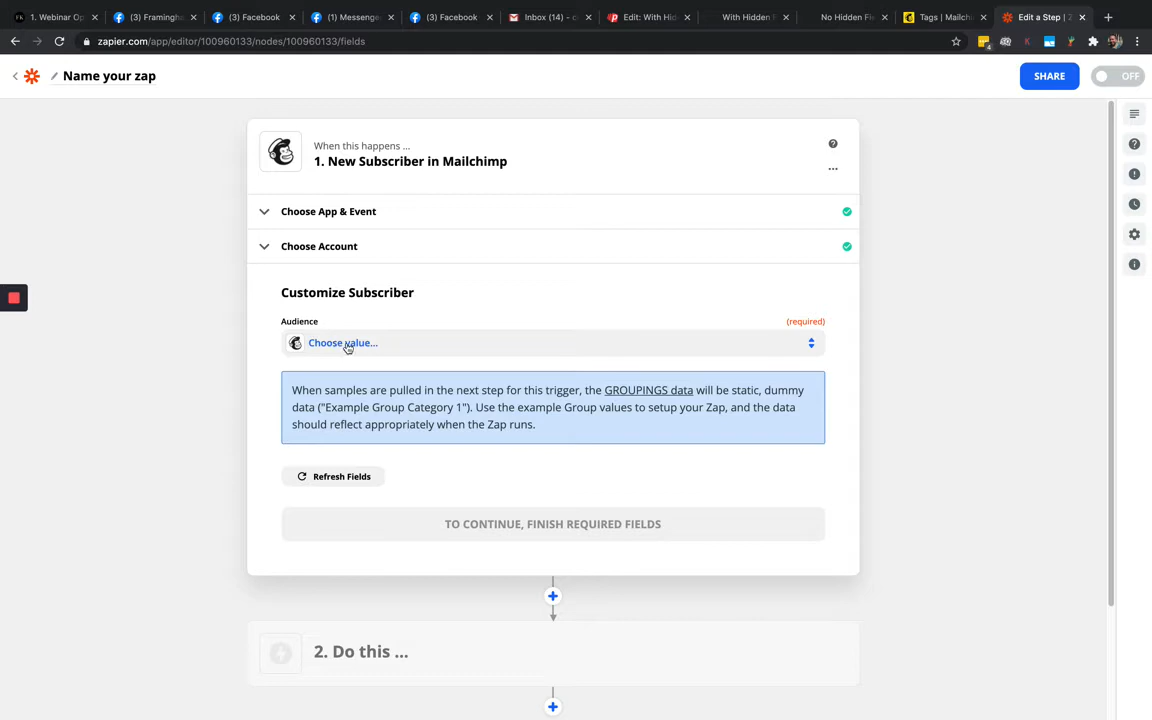 1. Webinar Op
(3) Framingha
(3) Facebook
(1) Messenge
(3) Facebook
Inbox (14) - c
Edit: With Hid
With Hidden F
No Hidden Fi
Tags | Mailch
Edit a Step | Z
zapier.com/app/editor/100960133/nodes/100960133/fields
4
Name your zap
SHARE
OFF
When this happens ...
1. New Subscriber in Mailchimp
Choose App & Event
Choose Account
Customize Subscriber
Audience
(required)
Choose value...
When samples are pulled in the next step for this trigger, the GROUPINGS data will be static, dummy
data ("Example Group Category 1"). Use the example Group values to setup your Zap, and the data
should reflect appropriately when the Zap runs.
Refresh Fields
TO CONTINUE, FINISH REQUIRED FIELDS
2. Do this ...